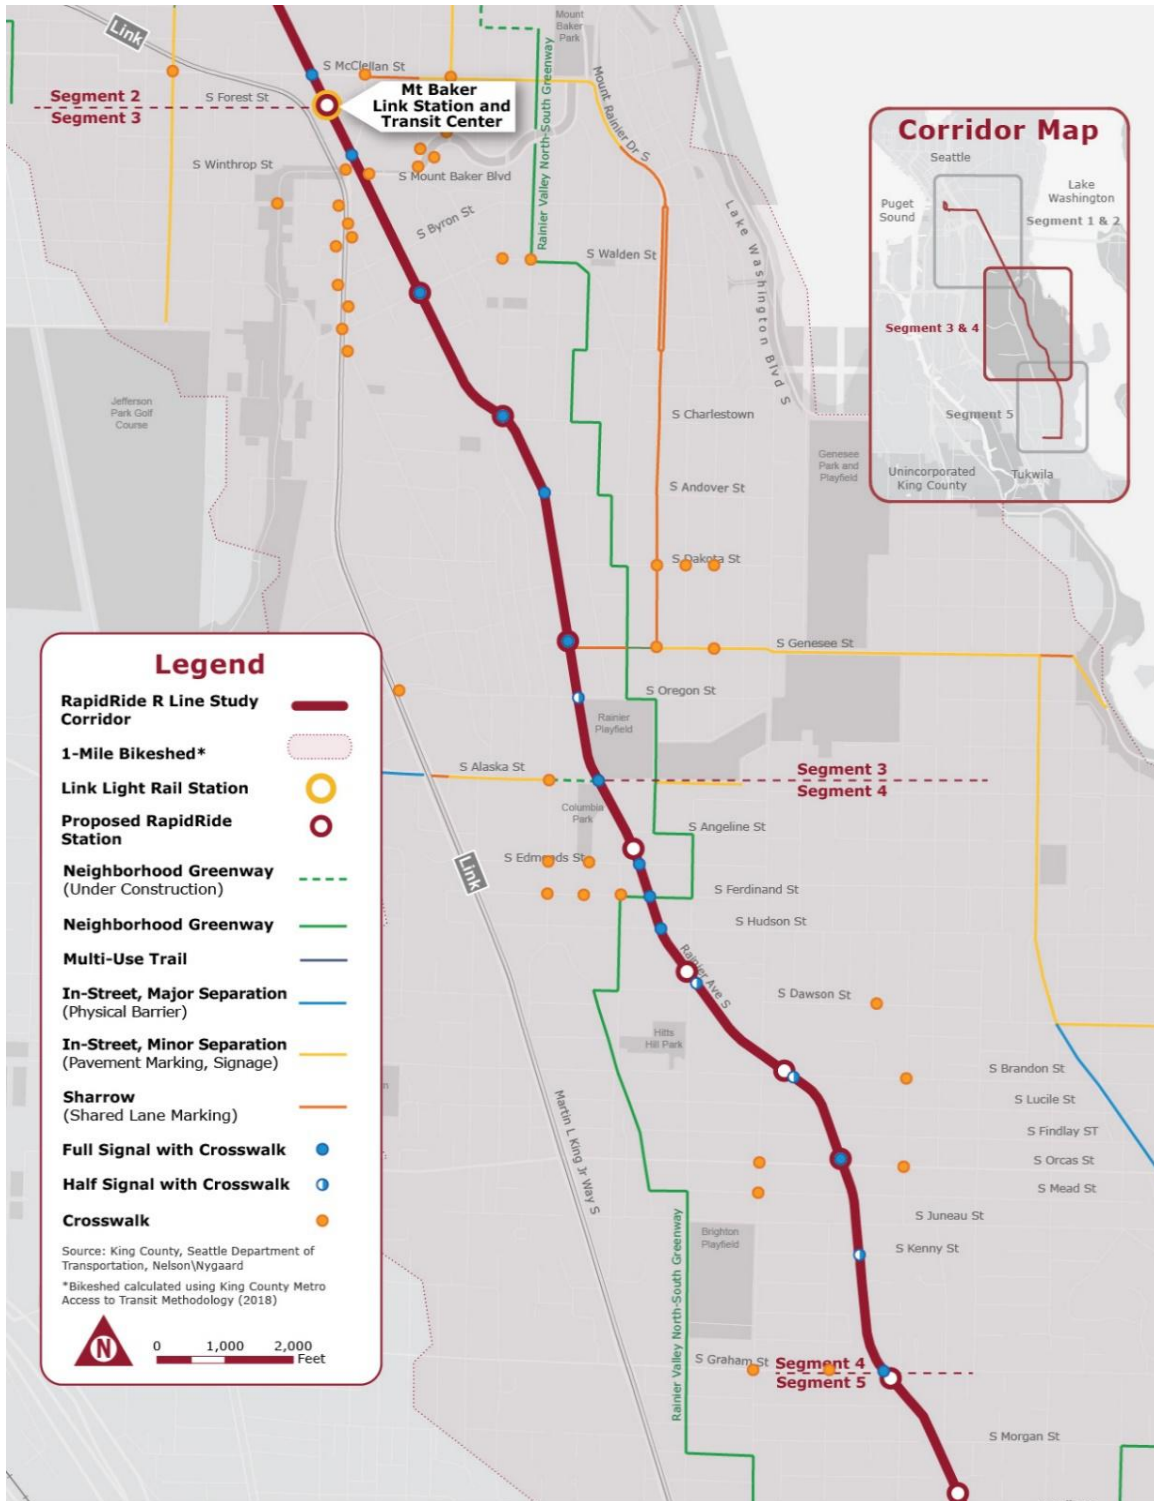 Link
Mount
Baker
Park
S McClellan St
Segment 2
Segment 3
S Forest St
Mt Baker
Link Station and
Transit Center
Rainier Valley North-South Greenway
Mount Rainier Dr S
S Winthrop St
S Mount Baker Blvd
S Byron St
S Walden St
Lake Washington Blvd S
Corridor Map
Seattle
Lake
Washington
Puget
Sound
Segment 1 & 2
Segment 3 & 4
Segment 5
Unincorporated
King County
Tukwila
Jefferson
Park Golf
Course
S Charlestown
Genesee
Park and
Playfield
S Andover St
S Dakota St
S Genesee St
S Oregon St
Rainier
Playfield
S Alaska St
Segment 3
Segment 4
Columbia
Park
S Angeline St
S Edmonds St
Link
S Ferdinand St
S Hudson St
Rainier Ave S
S Dawson St
Hitts
Hill Park
S Brandon St
S Lucile St
S Findlay ST
S Orcas St
S Mead St
Martin L King Jr Way S
S Juneau St
Brighton
Playfield
S Kenny St
Rainier Valley North-South Greenway
S Graham St
Segment 4
Segment 5
S Morgan St
Legend
RapidRide R Line Study
Corridor
1-Mile Bikeshed*
Link Light Rail Station
Proposed RapidRide
Station
Neighborhood Greenway
(Under Construction)
Neighborhood Greenway
Multi-Use Trail
In-Street, Major Separation
(Physical Barrier)
In-Street, Minor Separation
(Pavement Marking, Signage)
Sharrow
(Shared Lane Marking)
Full Signal with Crosswalk
Half Signal with Crosswalk
Crosswalk
Source: King County, Seattle Department of
Transportation, Nelson\Nygaard
*Bikeshed calculated using King County Metro
Access to Transit Methodology (2018)
N
0 1,000 2,000
Feet